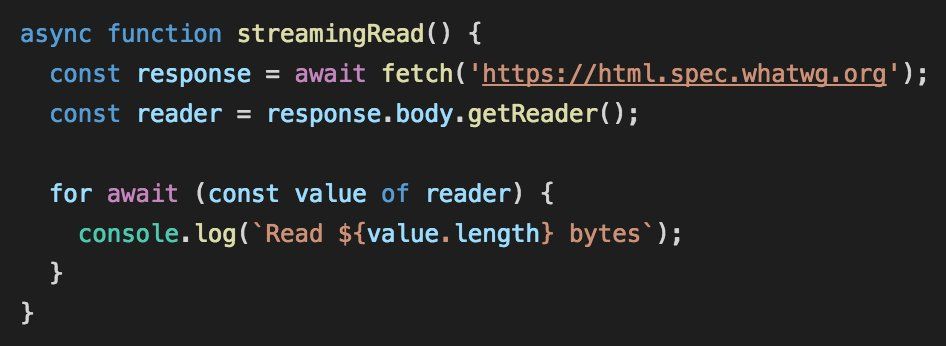 async function streamingRead() {
  const response = await fetch('https://html.spec.whatwg.org');
  const reader = response.body.getReader();

  for await (const value of reader) {
    console.log(`Read ${value.length} bytes`);
  }
}